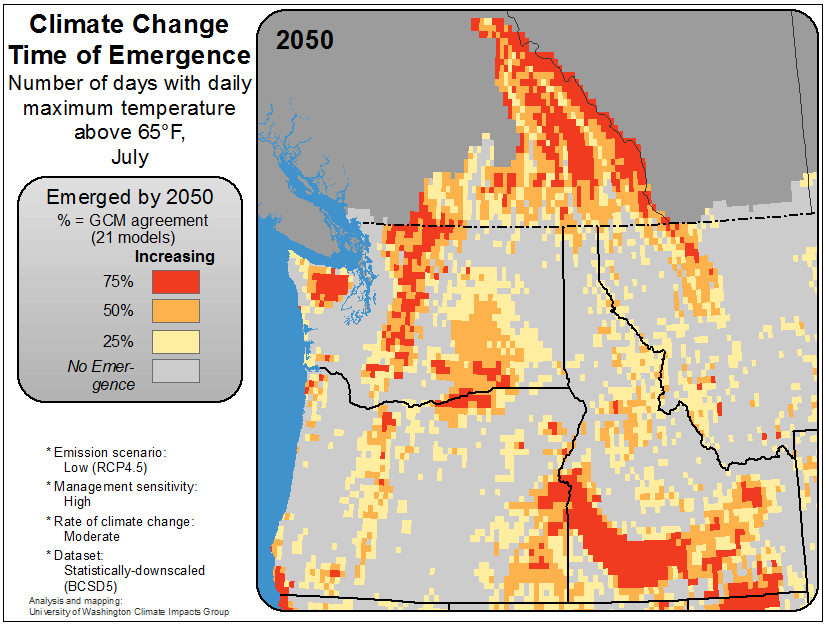 Climate Change
Time of Emergence
Number of days with daily
maximum temperature
above 65°F,
July
2050
Emerged by 2050
% = GCM agreement
(21 models)
Increasing
75%
50%
25%
No Emer-
gence
* Emission scenario:
Low (RCP4.5)
* Management sensitivity:
High
* Rate of climate change:
Moderate
* Dataset:
Statistically-downscaled
(BCSD5)
Analysis and mapping:
University of Washington Climate Impacts Group